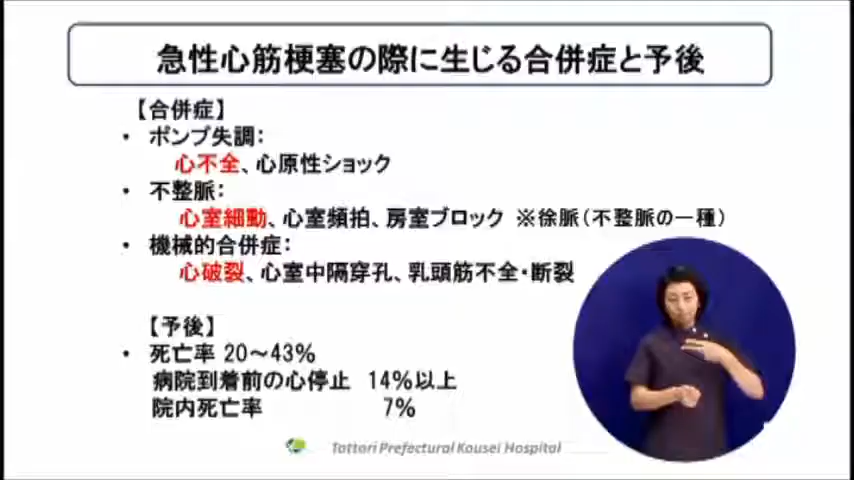 急性心筋梗塞の際に生じる合併症と予後
【合併症】
• ポンプ失調：
心不全、心原性ショック
• 不整脈：
心室細動、心室頻拍、房室ブロック ※徐脈（不整脈の一種）
• 機械的合併症：
心破裂、心室中隔穿孔、乳頭筋不全・断裂
【予後】
• 死亡率 20～43%
病院到着前の心停止 14%以上
院内死亡率 7%
Tottori Prefectural Kousei Hospital